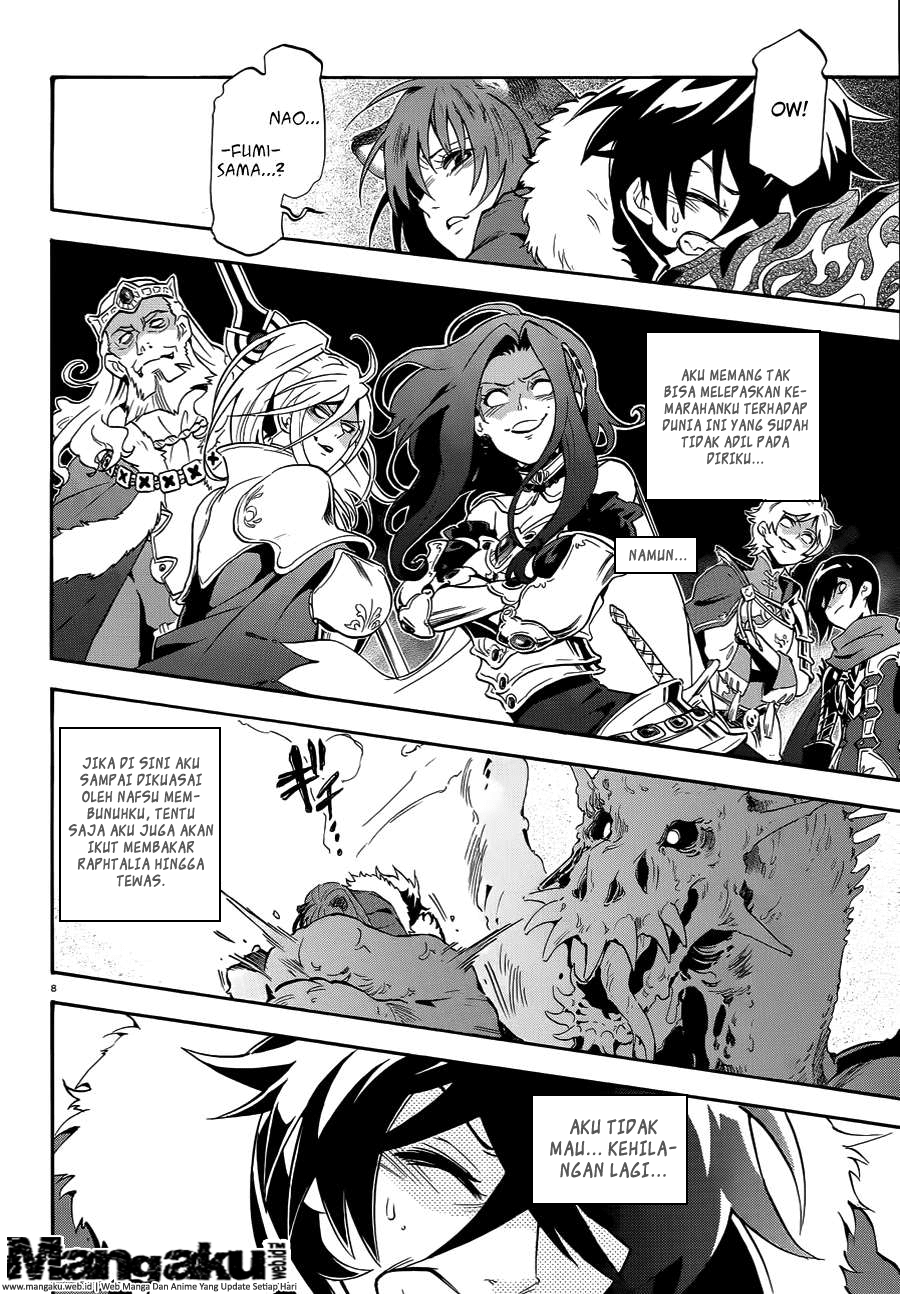 OW!
NAO...
-FUMI-
SAMA...?
AKU MEMANG TAK
BISA MELEPASKAN KE-
MARAHANKU TERHADAP
DUNIA INI YANG SUDAH
TIDAK ADIL PADA
DIRIKU...
NAMUN...
JIKA DI SINI AKU
SAMPAI DIKUASAI
OLEH NAFSU MEM-
BUNUHKU, TENTU
SAJA AKU JUGA AKAN
IKUT MEMBAKAR
RAPHTALIA HINGGA
TEWAS.
ギチ
8
AKU TIDAK
MAU... KEHILA-
NGAN LAGI...
Mangaku
www.mangaku.web.id | Web Manga Dan Anime Yang Update Setiap Hari